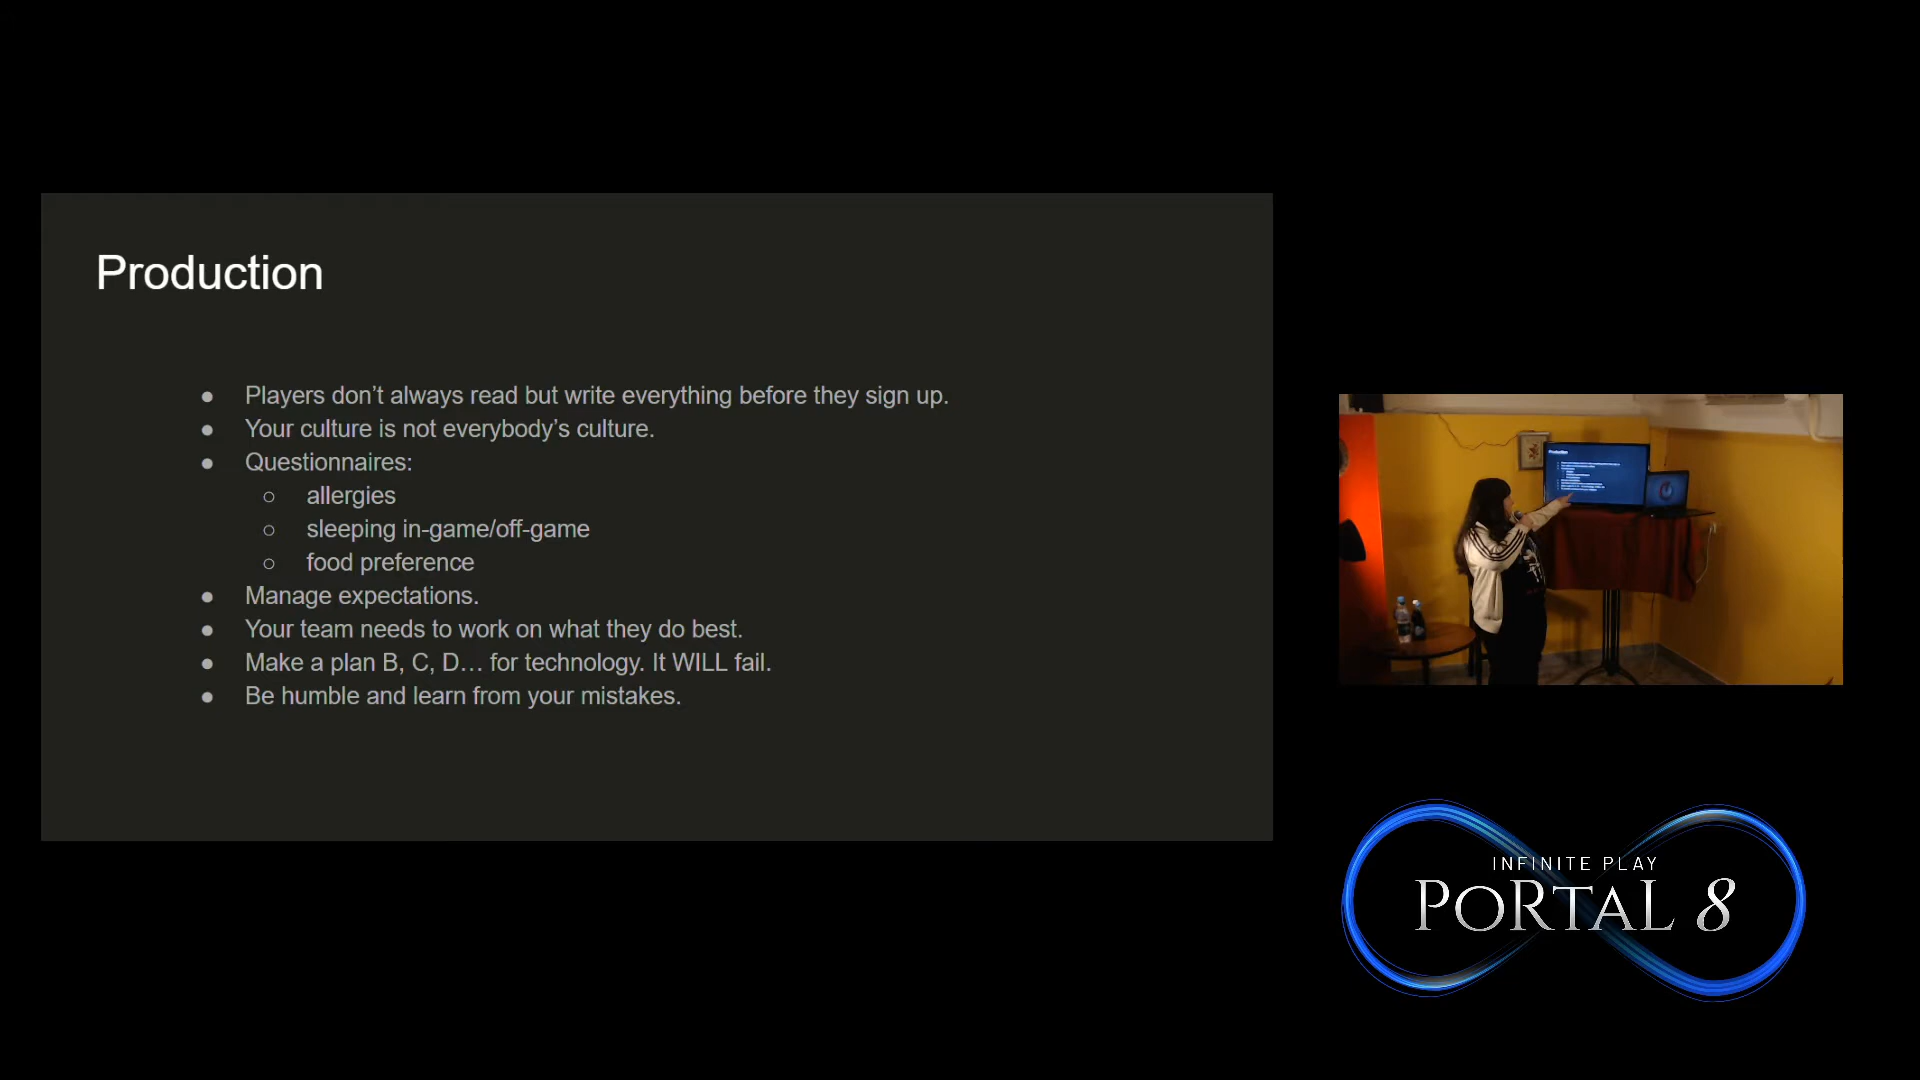 Production
● Players don’t always read but write everything before they sign up.
● Your culture is not everybody’s culture.
● Questionnaires:
○ allergies
○ sleeping in-game/off-game
○ food preference
● Manage expectations.
● Your team needs to work on what they do best.
● Make a plan B, C, D… for technology. It WILL fail.
● Be humble and learn from your mistakes.
Production
INFINITE PLAY
PORTAL 8